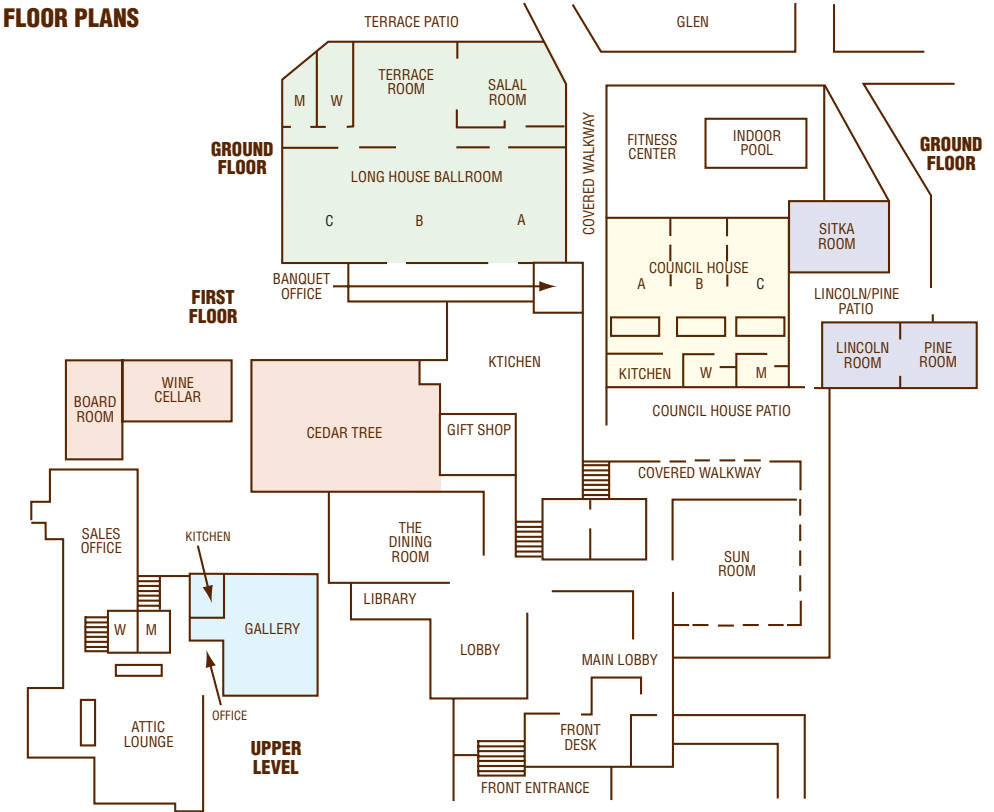 FLOOR PLANS
TERRACE PATIO
GLEN
TERRACE
ROOM
SALAL
ROOM
M
W
GROUND
FLOOR
LONG HOUSE BALLROOM
C
B
A
COVERED WALKWAY
FITNESS
CENTER
INDOOR
POOL
GROUND
FLOOR
SITKA
ROOM
COUNCIL HOUSE
A
B
C
BANQUET
OFFICE
FIRST
FLOOR
LINCOLN/PINE
PATIO
LINCOLN
ROOM
PINE
ROOM
KTICHEN
KITCHEN
W
M
COUNCIL HOUSE PATIO
BOARD
ROOM
WINE
CELLAR
CEDAR TREE
GIFT SHOP
COVERED WALKWAY
SALES
OFFICE
KITCHEN
THE
DINING
ROOM
SUN
ROOM
LIBRARY
W
M
GALLERY
LOBBY
MAIN LOBBY
OFFICE
ATTIC
LOUNGE
UPPER
LEVEL
FRONT
DESK
FRONT ENTRANCE